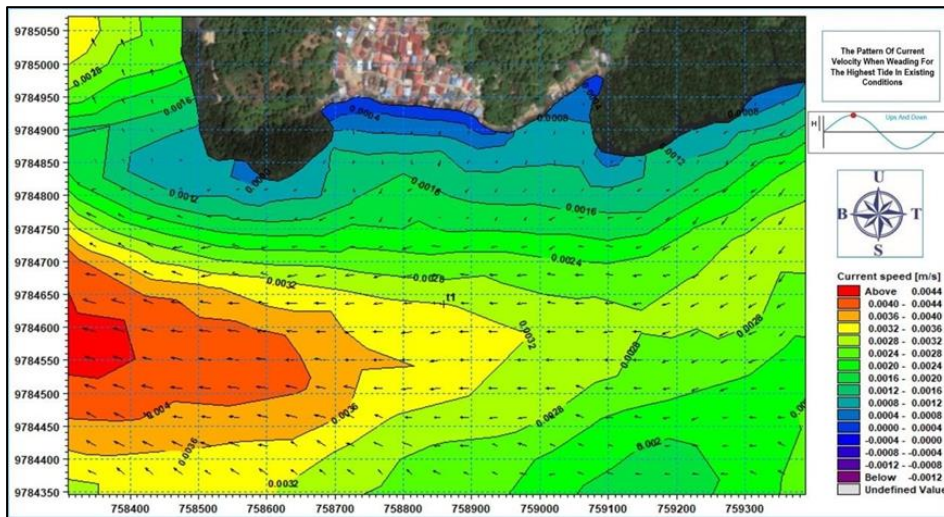 The Pattern Of Current
Velocity When Weading For
The Highest Tide In Existing
Conditions
H
Ups And Down
U
B
T
S
Current speed [m/s]
Above 0.0044
0.0040 - 0.0044
0.0036 - 0.0040
0.0032 - 0.0036
0.0028 - 0.0032
0.0024 - 0.0028
0.0020 - 0.0024
0.0016 - 0.0020
0.0012 - 0.0016
0.0008 - 0.0012
0.0004 - 0.0008
0.0000 - 0.0004
-0.0004 - 0.0000
-0.0008 - -0.0004
-0.0012 - -0.0008
Below -0.0012
Undefined Value
9785050
9785000
9784950
9784900
9784850
9784800
9784750
9784700
9784650
9784600
9784550
9784500
9784450
9784400
9784350
758400
758500
758600
758700
758800
758900
759000
759100
759200
759300
0.0028
0.0016
0.0004
0.0008
0.0012
0.0012
0.0016
0.0016
0.0024
0.0028
0.0032
t1
0.0032
0.0028
0.0028
0.004
0.0036
0.0036
0.0028
0.002
0.0032